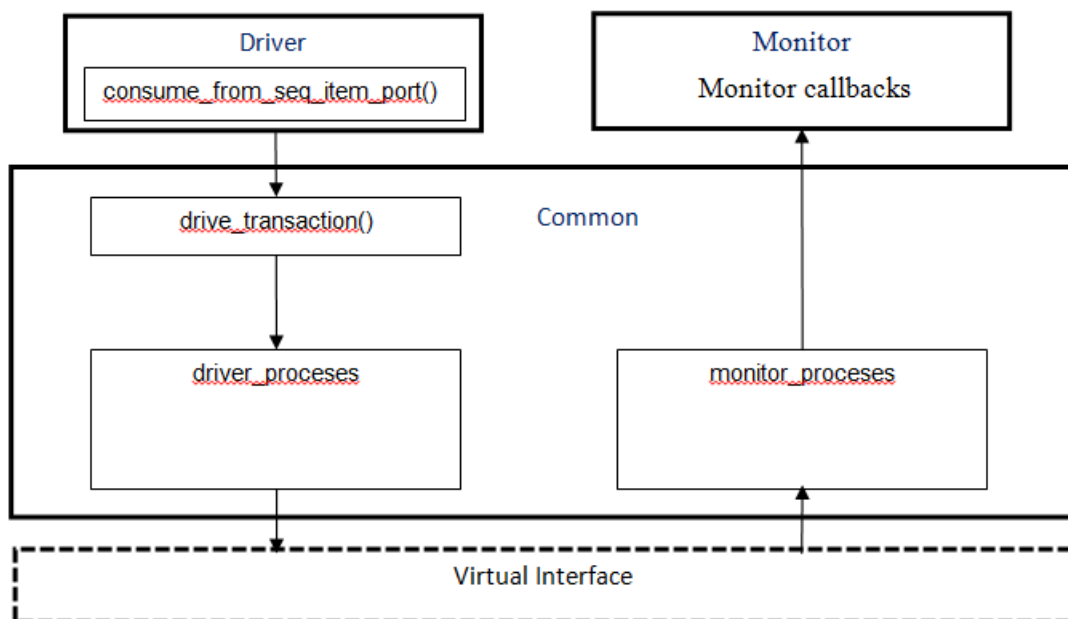 Driver
consume_from_seq_item_port()
Monitor
Monitor callbacks
drive_transaction()
Common
driver_proceses
monitor_proceses
Virtual Interface